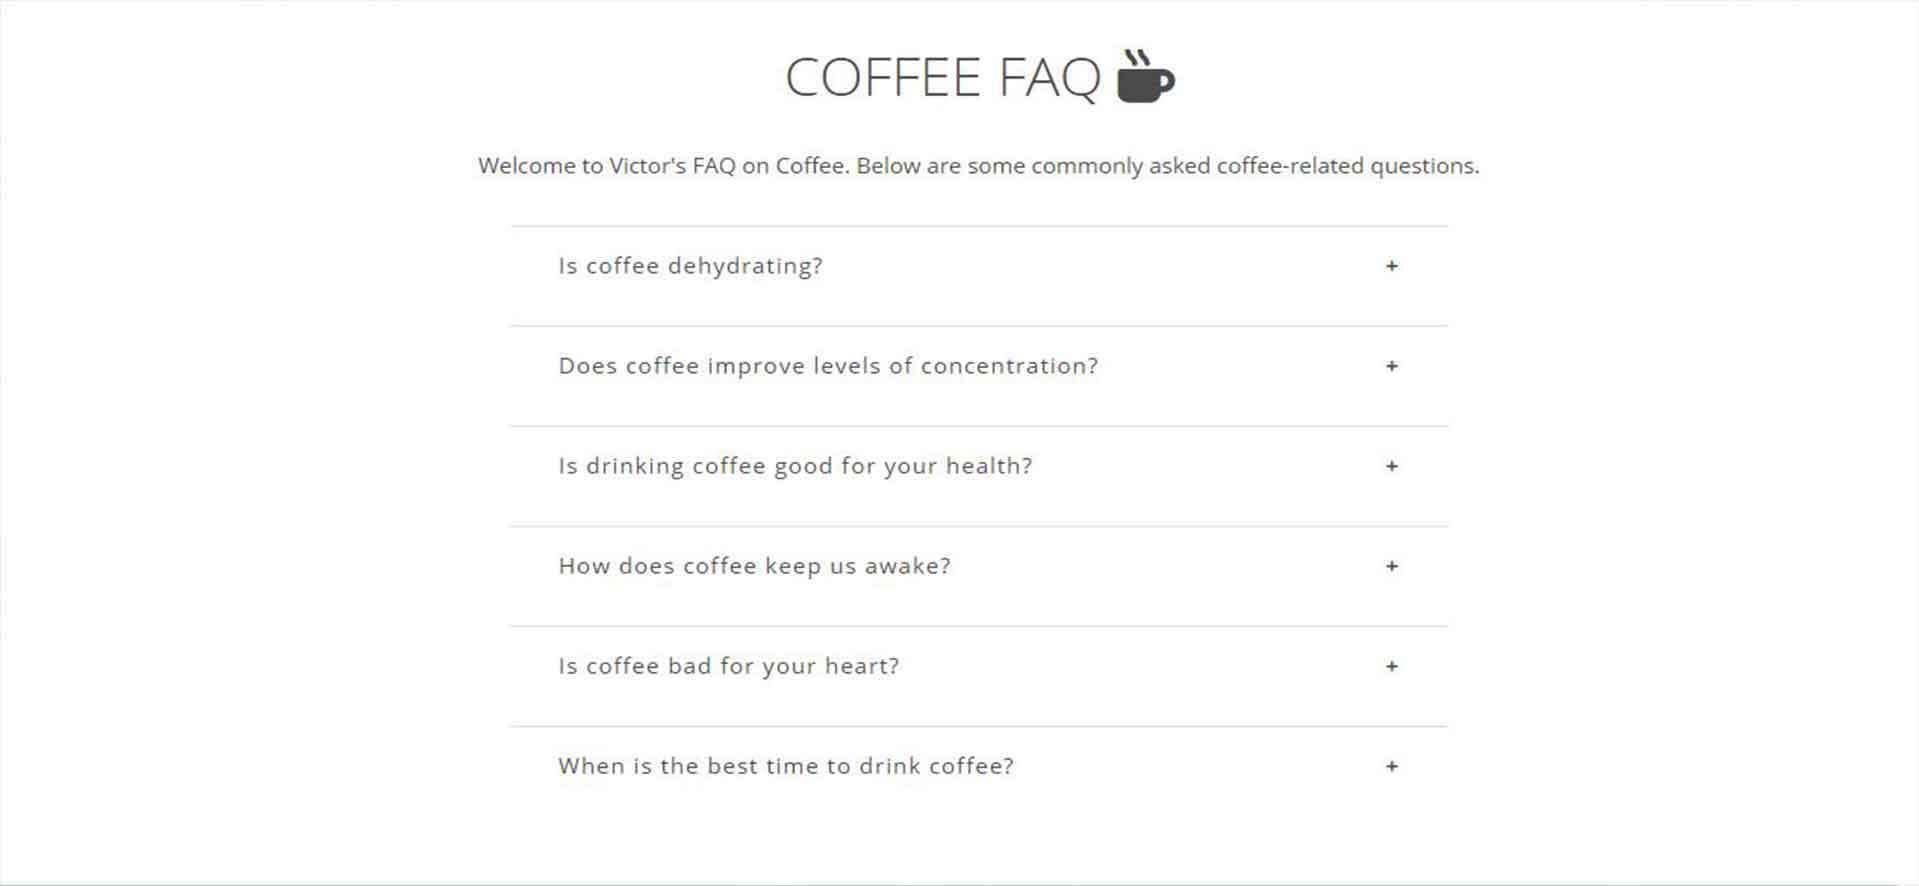 COFFEE FAQ
Welcome to Victor's FAQ on Coffee. Below are some commonly asked coffee-related questions.
Is coffee dehydrating? +
Does coffee improve levels of concentration? +
Is drinking coffee good for your health? +
How does coffee keep us awake? +
Is coffee bad for your heart? +
When is the best time to drink coffee? +